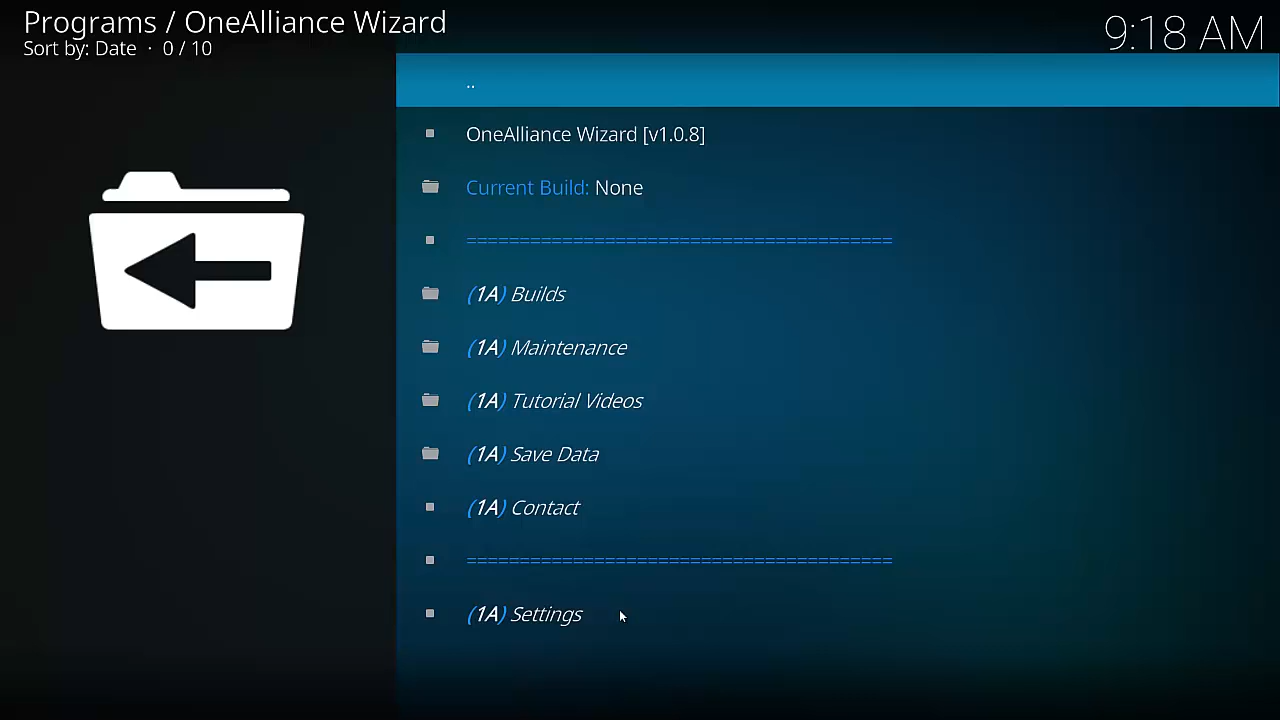 Programs / OneAlliance Wizard
Sort by: Date · 0 / 10
9:18 AM
..
OneAlliance Wizard [v1.0.8]
Current Build: None
========================================
(1A) Builds
(1A) Maintenance
(1A) Tutorial Videos
(1A) Save Data
(1A) Contact
========================================
(1A) Settings